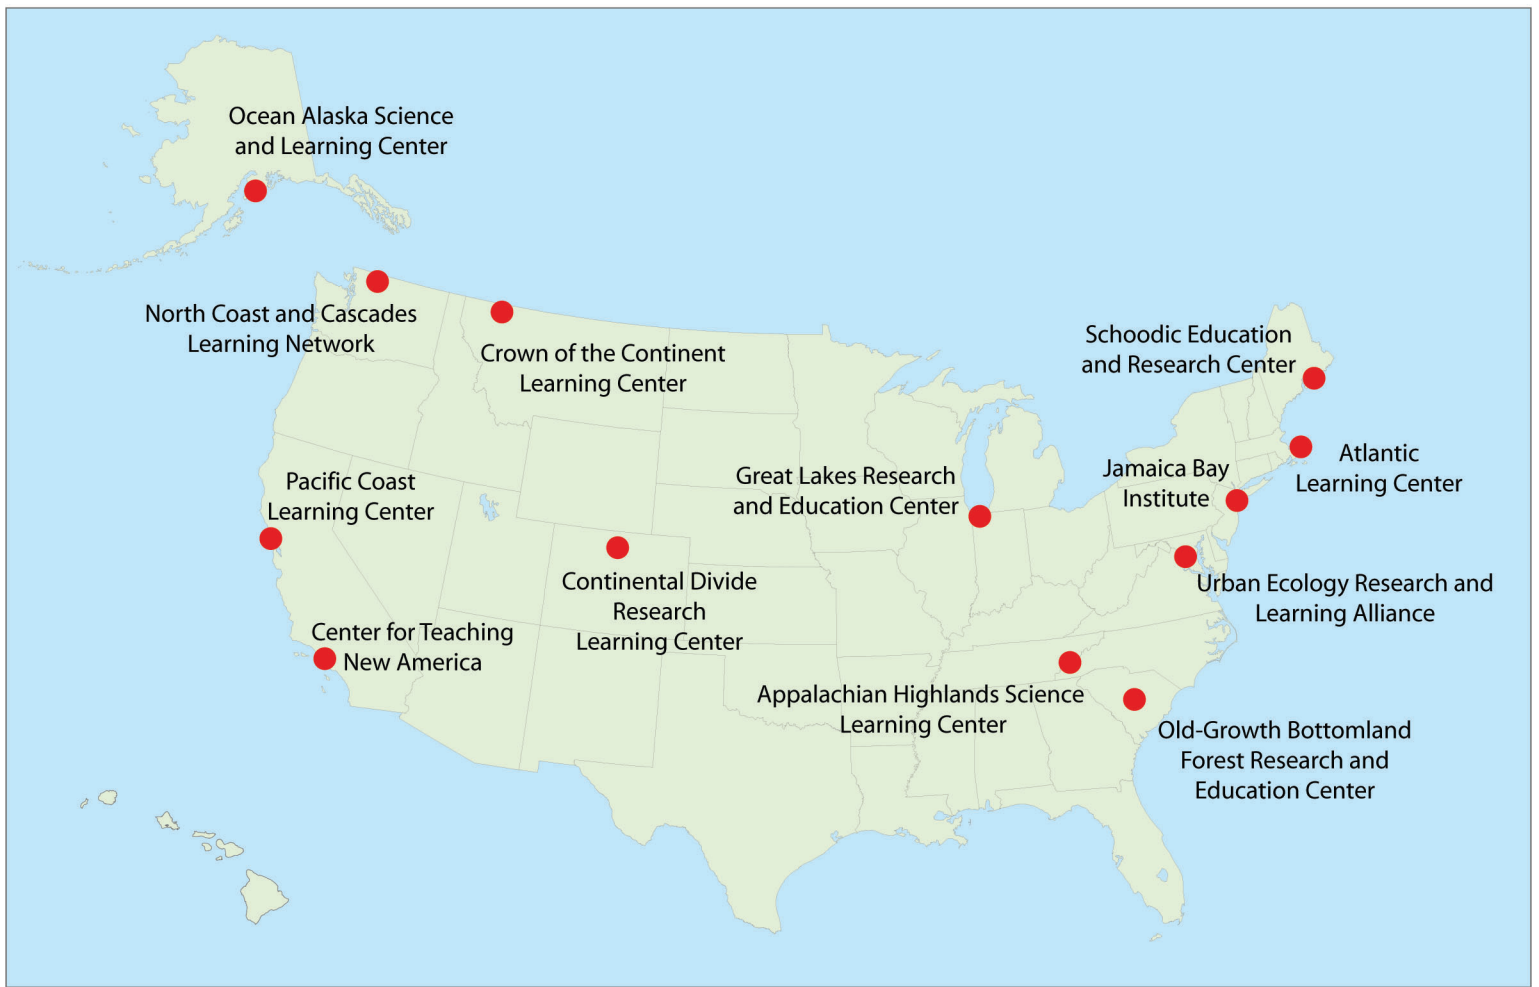 Ocean Alaska Science
and Learning Center
North Coast and Cascades
Learning Network
Crown of the Continent
Learning Center
Schoodic Education
and Research Center
Atlantic
Learning Center
Jamaica Bay
Institute
Great Lakes Research
and Education Center
Pacific Coast
Learning Center
Continental Divide
Research
Learning Center
Urban Ecology Research and
Learning Alliance
Center for Teaching
New America
Appalachian Highlands Science
Learning Center
Old-Growth Bottomland
Forest Research and
Education Center